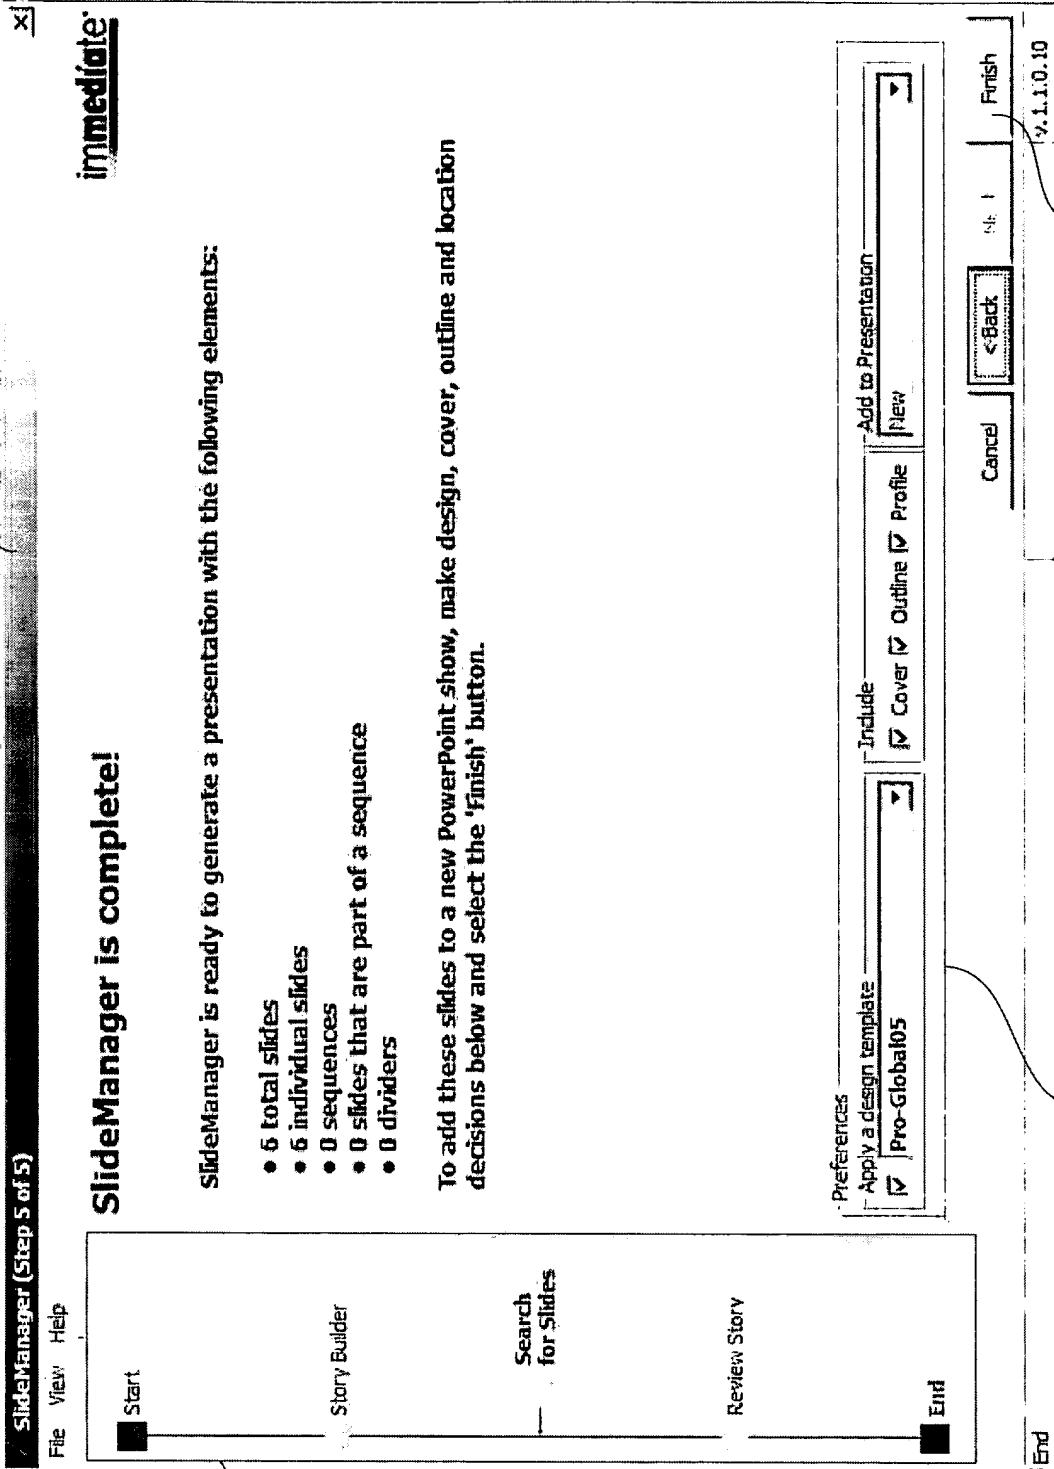 SlideManager (Step 5 of 5)
File View Help
immediate
Start
Story Builder
Search
for Slides
Review Story
End
SlideManager is complete!
SlideManager is ready to generate a presentation with the following elements:
• 6 total slides
• 6 individual slides
• 0 sequences
• 0 slides that are part of a sequence
• 0 dividers
To add these slides to a new PowerPoint show, make design, cover, outline and location
decisions below and select the 'Finish' button.
Preferences
Apply a design template
Pro-Global05
Include
Cover Outline Profile
Add to Presentation
New
Cancel <Back Finish
End v.1.1.0.10